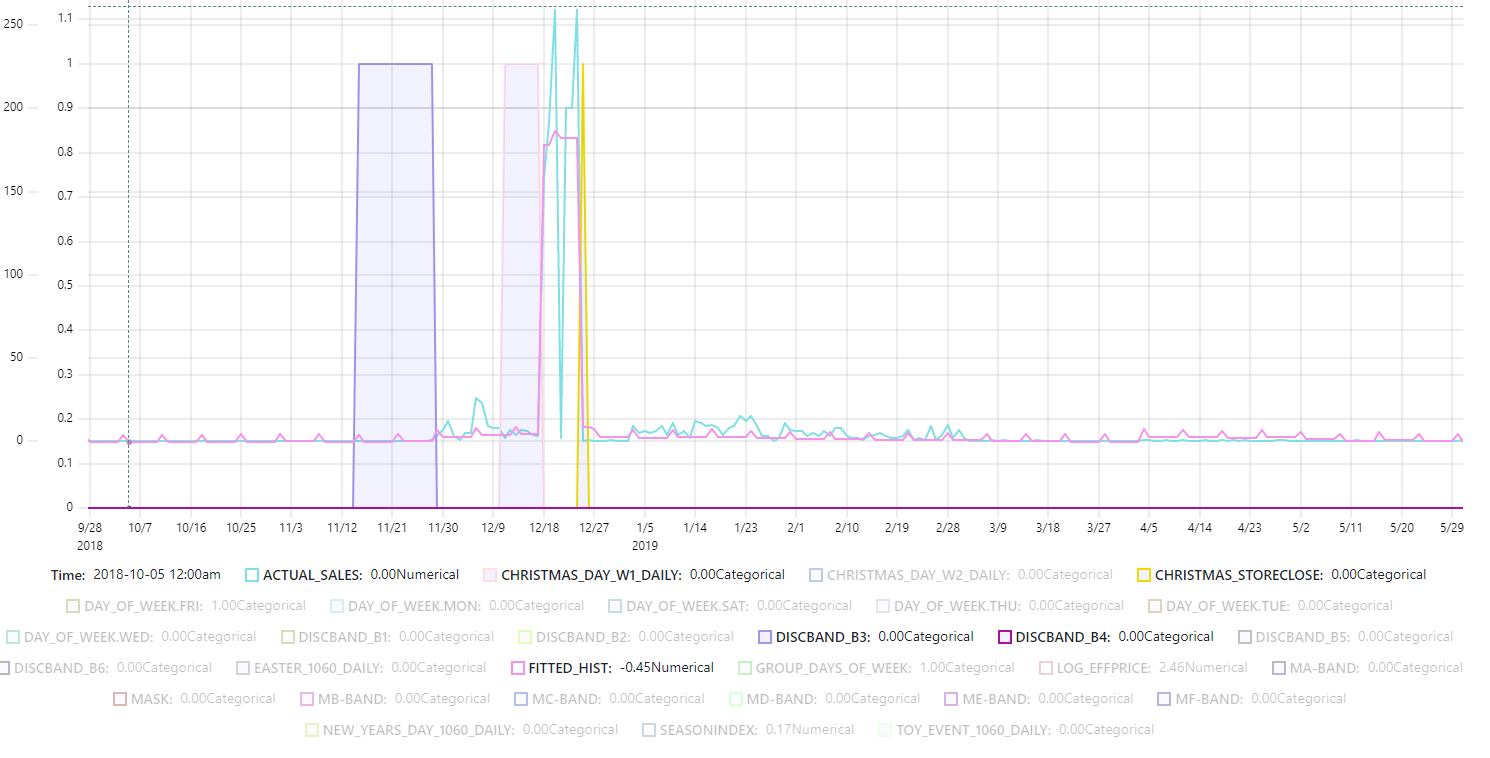 250
1.1
1
200
0.9
0.8
150
0.7
0.6
100
0.5
0.4
50
0.3
0.2
0
0.1
0
9/28 10/7 10/16 10/25 11/3 11/12 11/21 11/30 12/9 12/18 12/27 1/5 1/14 1/23 2/1 2/10 2/19 2/28 3/9 3/18 3/27 4/5 4/14 4/23 5/2 5/11 5/20 5/29
2018 2019
Time: 2018-10-05 12:00am ACTUAL_SALES: 0.00Numerical CHRISTMAS_DAY_W1_DAILY: 0.00Categorical CHRISTMAS_DAY_W2_DAILY: 0.00Categorical CHRISTMAS_STORECLOSE: 0.00Categorical
DAY_OF_WEEK.FRI: 1.00Categorical DAY_OF_WEEK.MON: 0.00Categorical DAY_OF_WEEK.SAT: 0.00Categorical DAY_OF_WEEK.THU: 0.00Categorical DAY_OF_WEEK.TUE: 0.00Categorical
DAY_OF_WEEK.WED: 0.00Categorical DISCBAND_B1: 0.00Categorical DISCBAND_B2: 0.00Categorical DISCBAND_B3: 0.00Categorical DISCBAND_B4: 0.00Categorical DISCBAND_B5: 0.00Categorical
DISCBAND_B6: 0.00Categorical EASTER_1060_DAILY: 0.00Categorical FITTED_HIST: -0.45Numerical GROUP_DAYS_OF_WEEK: 1.00Categorical LOG_EFFPRICE: 2.46Numerical MA-BAND: 0.00Categorical
MASK: 0.00Categorical MB-BAND: 0.00Categorical MC-BAND: 0.00Categorical MD-BAND: 0.00Categorical ME-BAND: 0.00Categorical MF-BAND: 0.00Categorical
NEW_YEARS_DAY_1060_DAILY: 0.00Categorical SEASONINDEX: 0.17Numerical TOY_EVENT_1060_DAILY: 0.00Categorical